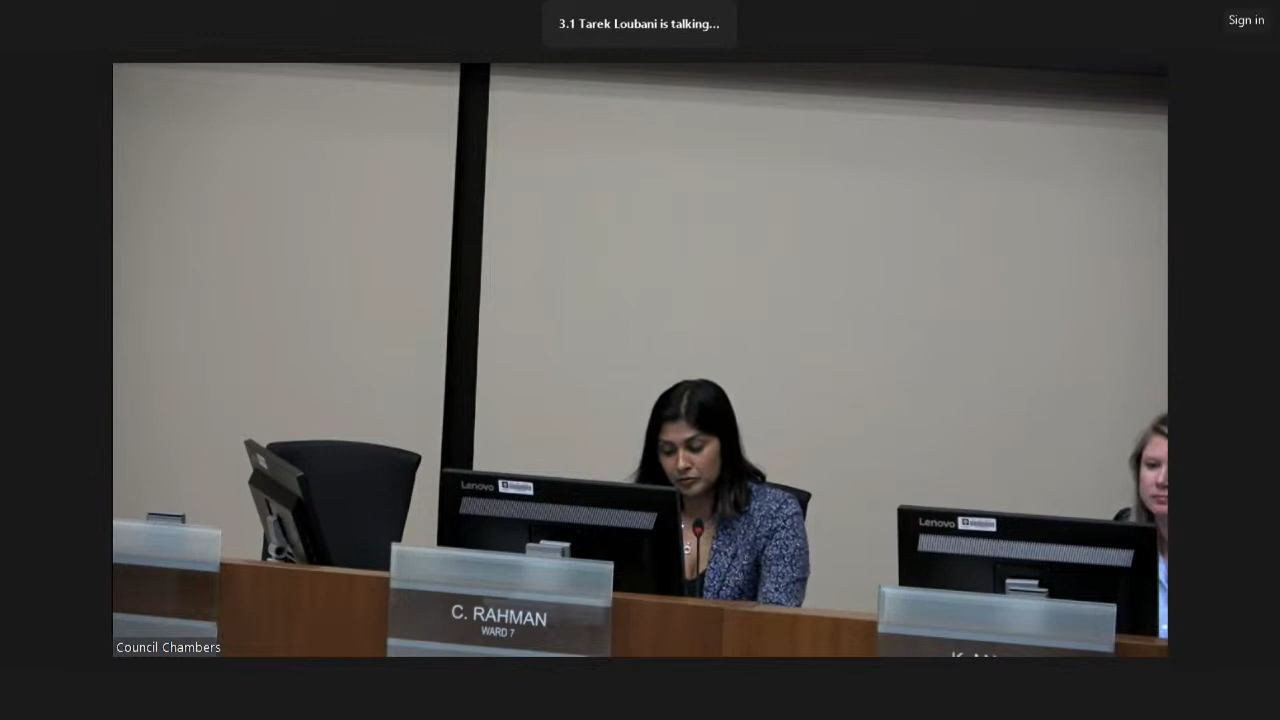 3.1 Tarek Loubani is talking...
Sign in
Lenovo
Lenovo
C. RAHMAN
WARD 7
Council Chambers